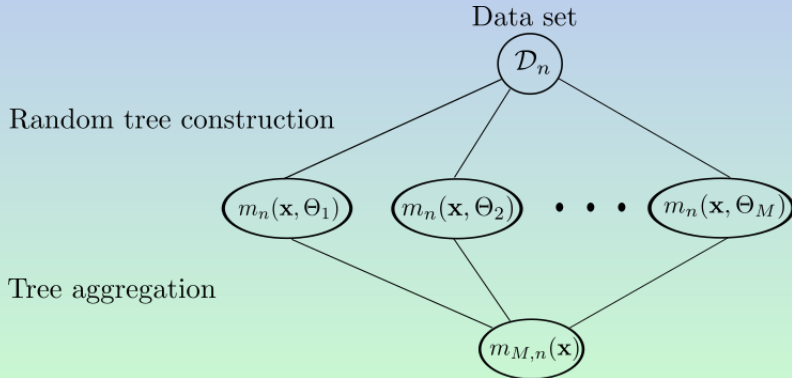 Data set
𝒟ₙ
Random tree construction
mₙ(𝐱, Θ₁)
mₙ(𝐱, Θ₂)
• • •
mₙ(𝐱, Θ_M)
Tree aggregation
m_{M,n}(𝐱)